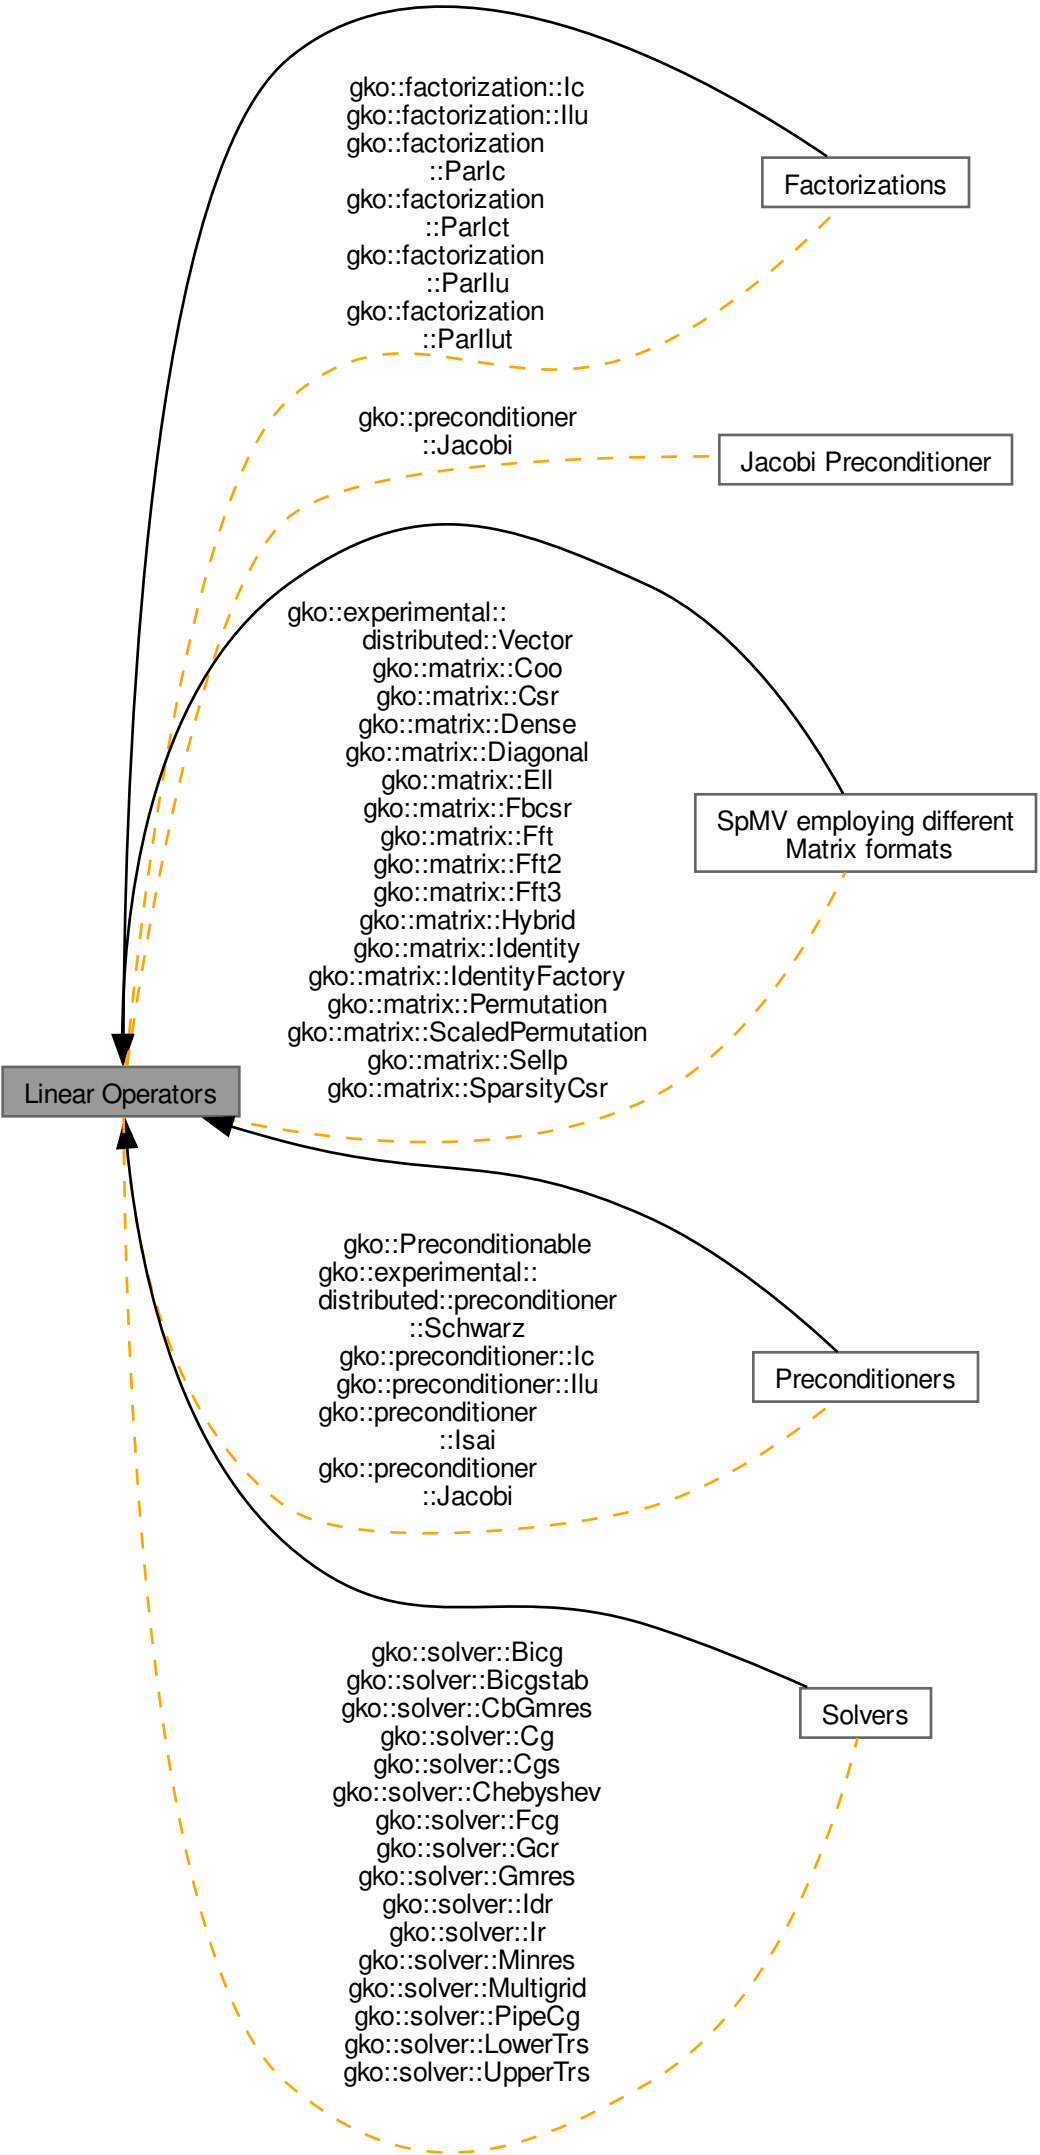 gko::factorization::Ic
gko::factorization::Ilu
gko::factorization
::ParIc
gko::factorization
::ParIct
gko::factorization
::ParIlu
gko::factorization
::ParIlut
Factorizations
gko::preconditioner
::Jacobi
Jacobi Preconditioner
gko::experimental::
distributed::Vector
gko::matrix::Coo
gko::matrix::Csr
gko::matrix::Dense
gko::matrix::Diagonal
gko::matrix::Ell
gko::matrix::Fbcsr
gko::matrix::Fft
gko::matrix::Fft2
gko::matrix::Fft3
gko::matrix::Hybrid
gko::matrix::Identity
gko::matrix::IdentityFactory
gko::matrix::Permutation
gko::matrix::ScaledPermutation
gko::matrix::Sellp
gko::matrix::SparsityCsr
SpMV employing different
Matrix formats
Linear Operators
gko::Preconditionable
gko::experimental::
distributed::preconditioner
::Schwarz
gko::preconditioner::Ic
gko::preconditioner::Ilu
gko::preconditioner
::Isai
gko::preconditioner
::Jacobi
Preconditioners
gko::solver::Bicg
gko::solver::Bicgstab
gko::solver::CbGmres
gko::solver::Cg
gko::solver::Cgs
gko::solver::Chebyshev
gko::solver::Fcg
gko::solver::Gcr
gko::solver::Gmres
gko::solver::Idr
gko::solver::Ir
gko::solver::Minres
gko::solver::Multigrid
gko::solver::PipeCg
gko::solver::LowerTrs
gko::solver::UpperTrs
Solvers